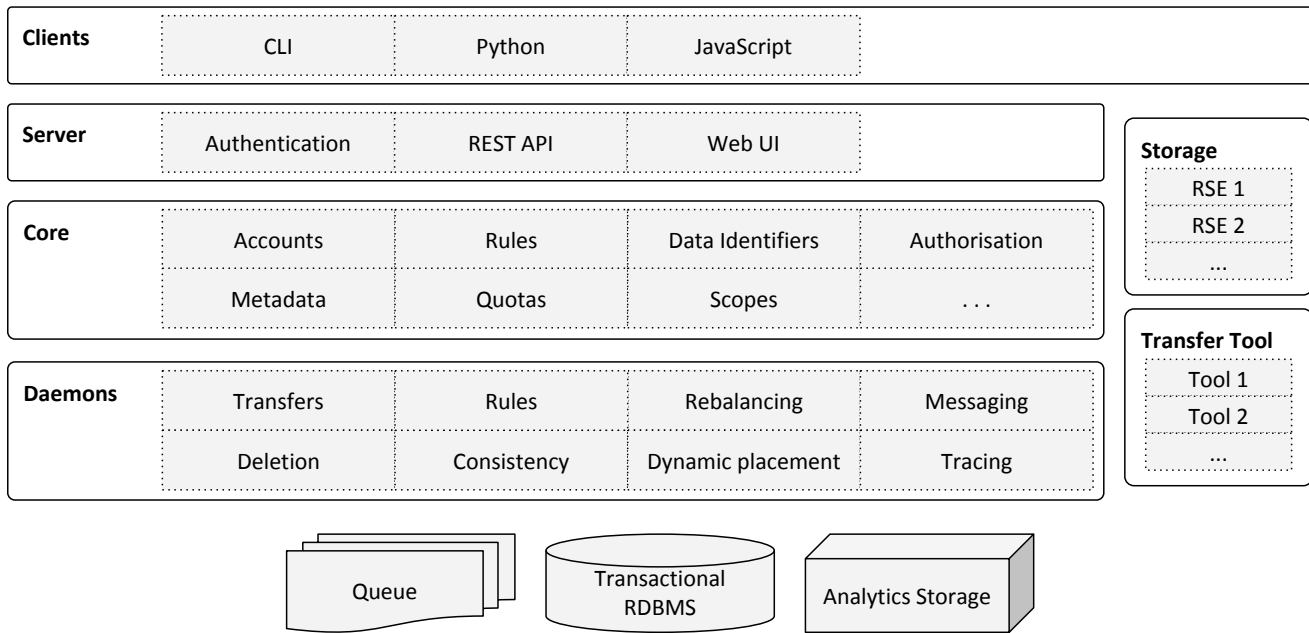 Clients
CLI
Python
JavaScript
Server
Authentication
REST API
Web UI
Core
Accounts
Rules
Data Identifiers
Authorisation
Metadata
Quotas
Scopes
. . .
Daemons
Transfers
Rules
Rebalancing
Messaging
Deletion
Consistency
Dynamic placement
Tracing
Storage
RSE 1
RSE 2
...
Transfer Tool
Tool 1
Tool 2
...
Queue
Transactional
RDBMS
Analytics Storage